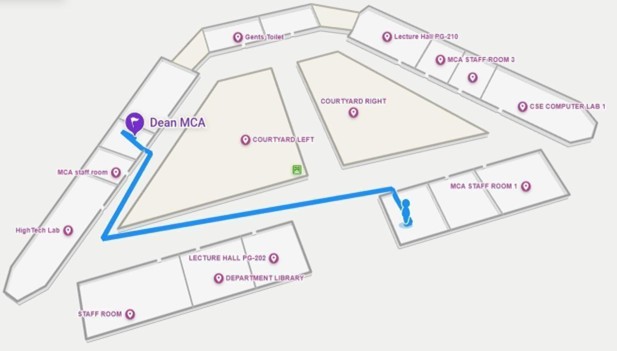 Gents Toilet
Lecture Hall PG-210
MCA STAFF ROOM 3
CSE COMPUTER LAB 1
COURTYARD RIGHT
Dean MCA
COURTYARD LEFT
MCA staff room
MCA STAFF ROOM 1
HighTech Lab
LECTURE HALL PG-202
DEPARTMENT LIBRARY
STAFF ROOM